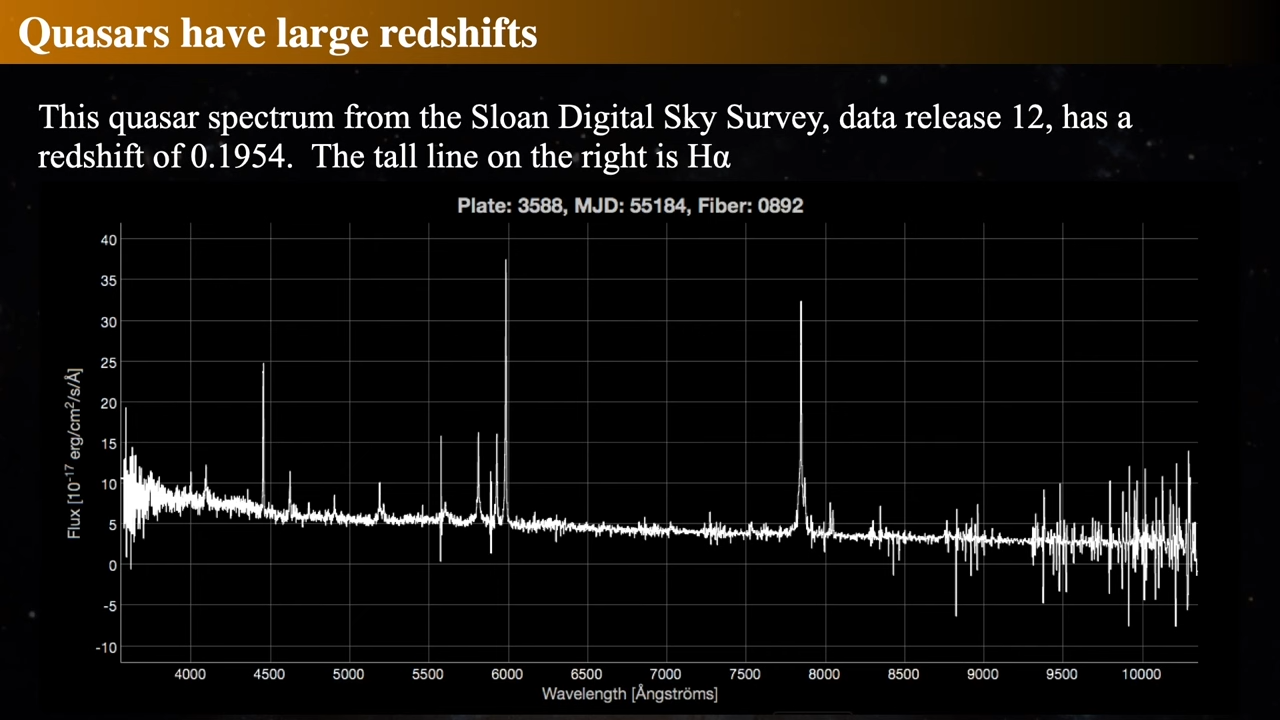 Quasars have large redshifts
This quasar spectrum from the Sloan Digital Sky Survey, data release 12, has a
redshift of 0.1954. The tall line on the right is Hα
Plate: 3588, MJD: 55184, Fiber: 0892
40
35
30
25
20
15
10
5
0
-5
-10
Flux [10⁻¹⁷ erg/cm²/s/Å]
4000 4500 5000 5500 6000 6500 7000 7500 8000 8500 9000 9500 10000
Wavelength [Ångströms]